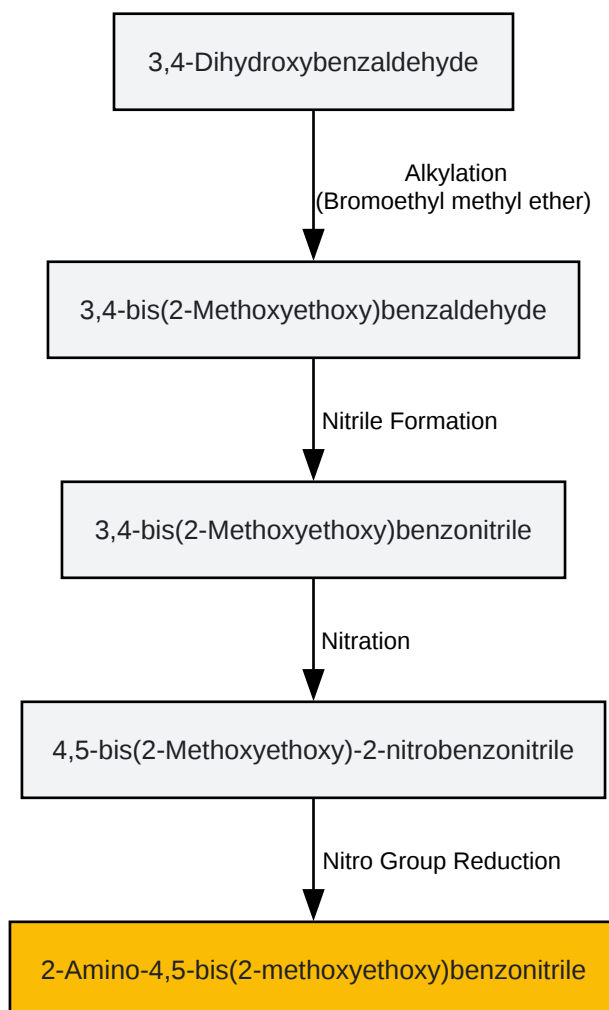 3,4-Dihydroxybenzaldehyde
Alkylation
(Bromoethyl methyl ether)
3,4-bis(2-Methoxyethoxy)benzaldehyde
Nitrile Formation
3,4-bis(2-Methoxyethoxy)benzonitrile
Nitration
4,5-bis(2-Methoxyethoxy)-2-nitrobenzonitrile
Nitro Group Reduction
2-Amino-4,5-bis(2-methoxyethoxy)benzonitrile